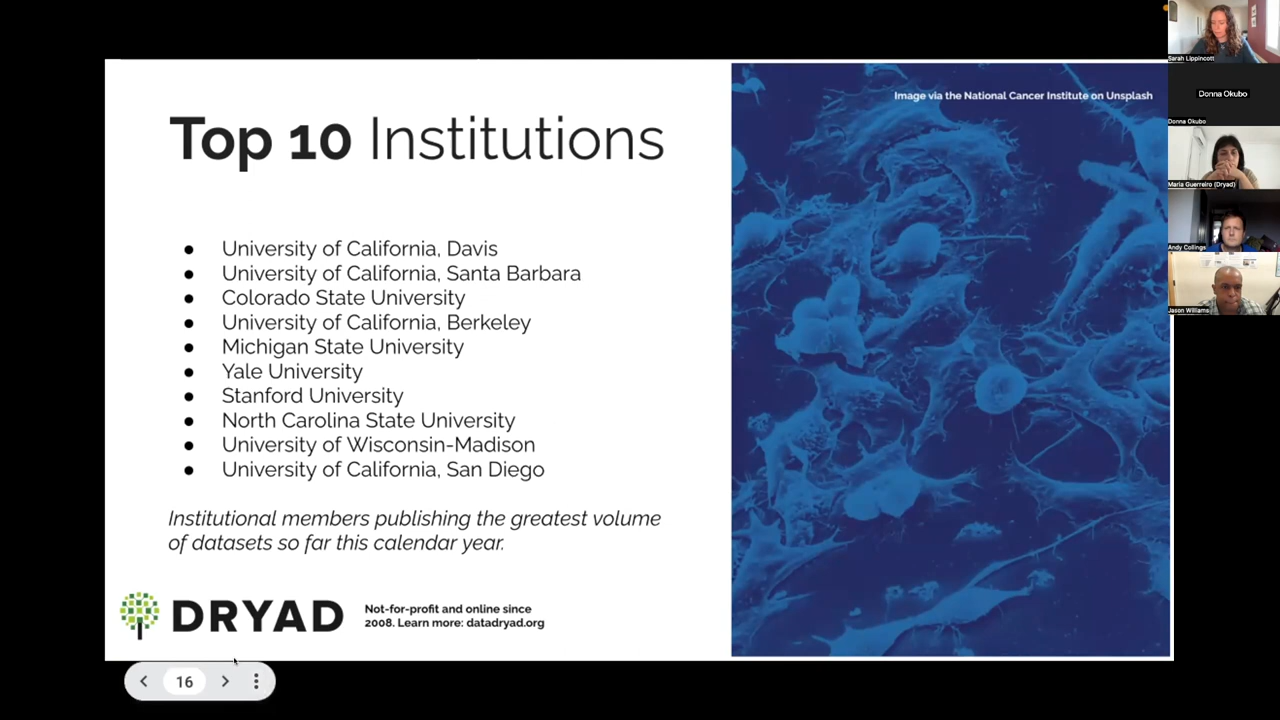 Top 10 Institutions
Image via the National Cancer Institute on Unsplash
● University of California, Davis
● University of California, Santa Barbara
● Colorado State University
● University of California, Berkeley
● Michigan State University
● Yale University
● Stanford University
● North Carolina State University
● University of Wisconsin-Madison
● University of California, San Diego
Institutional members publishing the greatest volume
of datasets so far this calendar year.
DRYAD
Not-for-profit and online since
2008. Learn more: datadryad.org
16
Sarah Lippincott
Donna Okubo
Donna Okubo
Maria Guerreiro (Dryad)
Andy Collings
Jason Williams